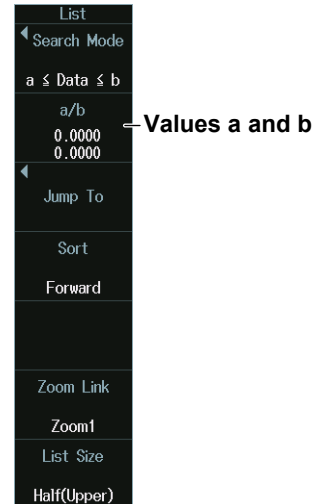 List
Search Mode
a ≤ Data ≤ b
a/b
0.0000
0.0000
Values a and b
Jump To
Sort
Forward
Zoom Link
Zoom1
List Size
Half(Upper)